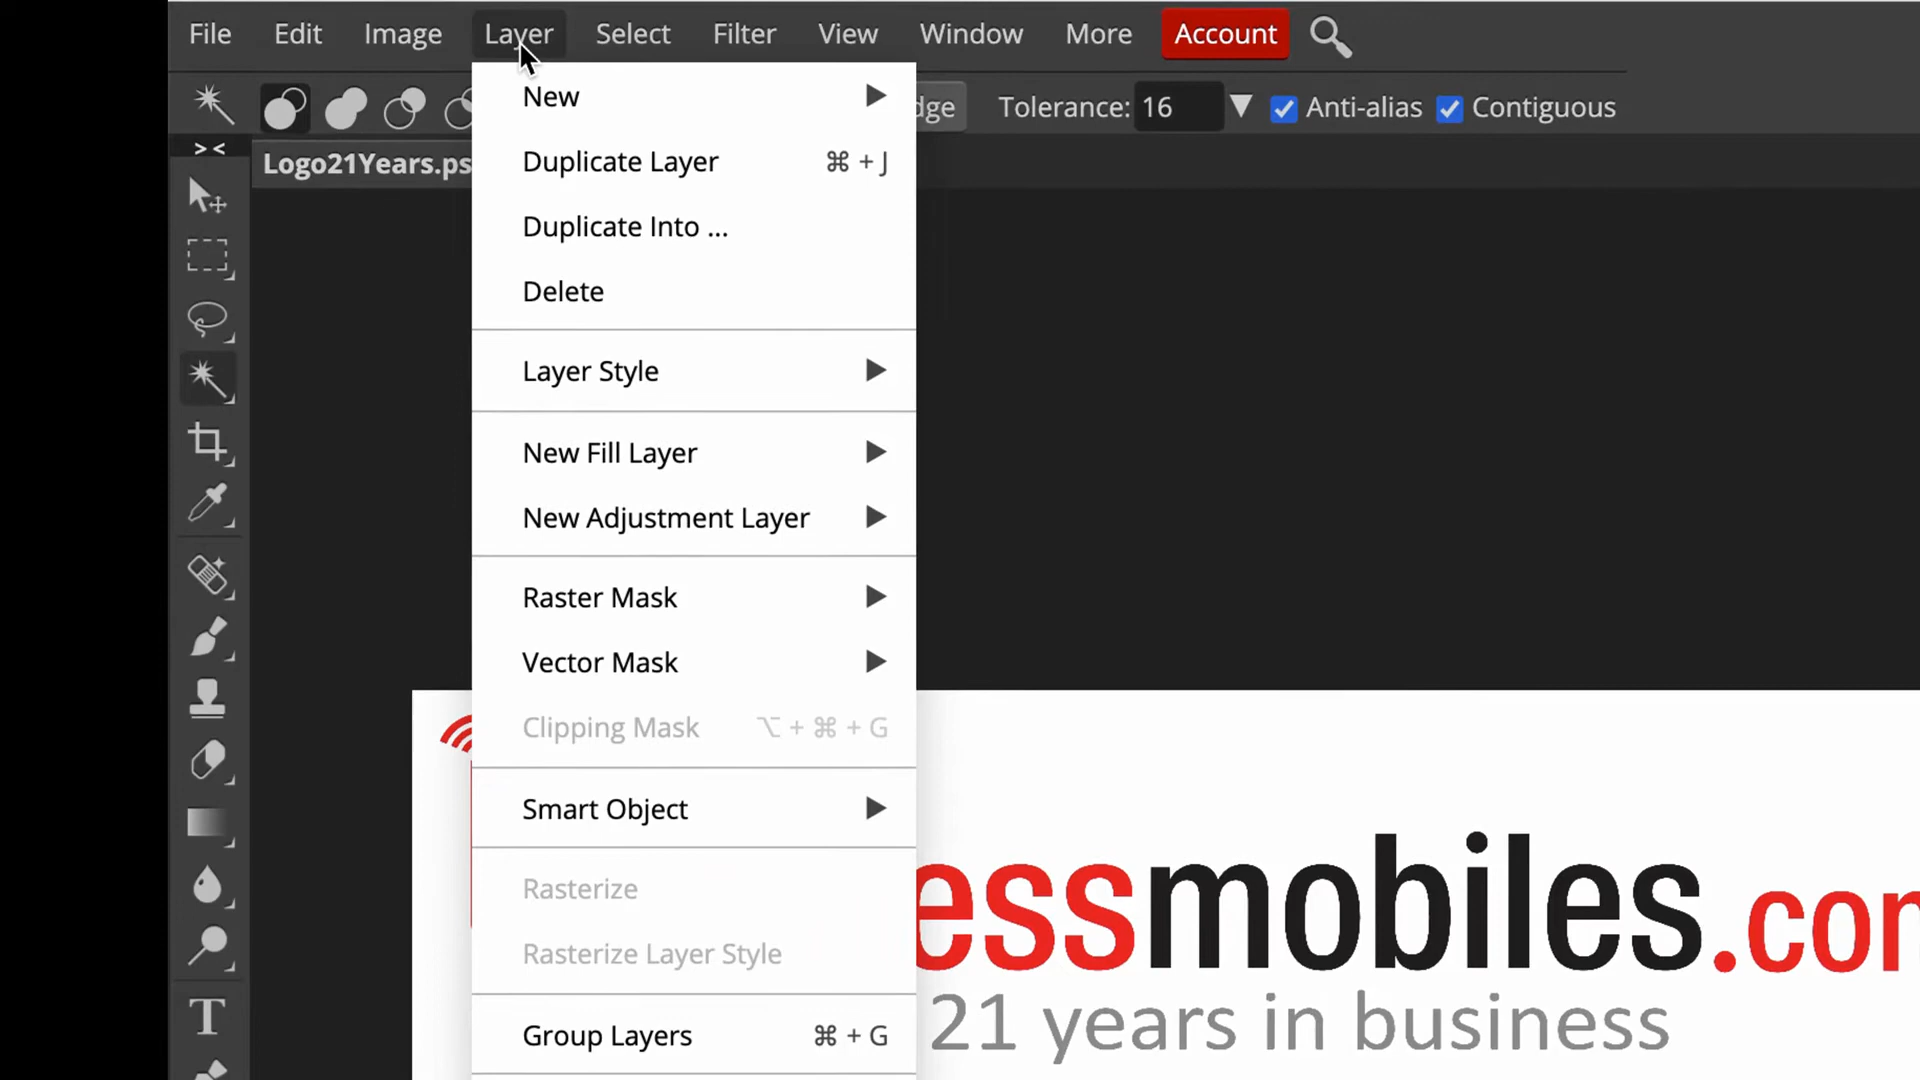 File Edit Image Layer Select Filter View Window More Account
dge Tolerance: 16 Anti-alias Contiguous
> <
Logo21Years.ps
New
Duplicate Layer ⌘ + J
Duplicate Into ...
Delete
Layer Style
New Fill Layer
New Adjustment Layer
Raster Mask
Vector Mask
Clipping Mask ⌥ + ⌘ + G
Smart Object
Rasterize
Rasterize Layer Style
Group Layers ⌘ + G
essmobiles.com
21 years in business
T